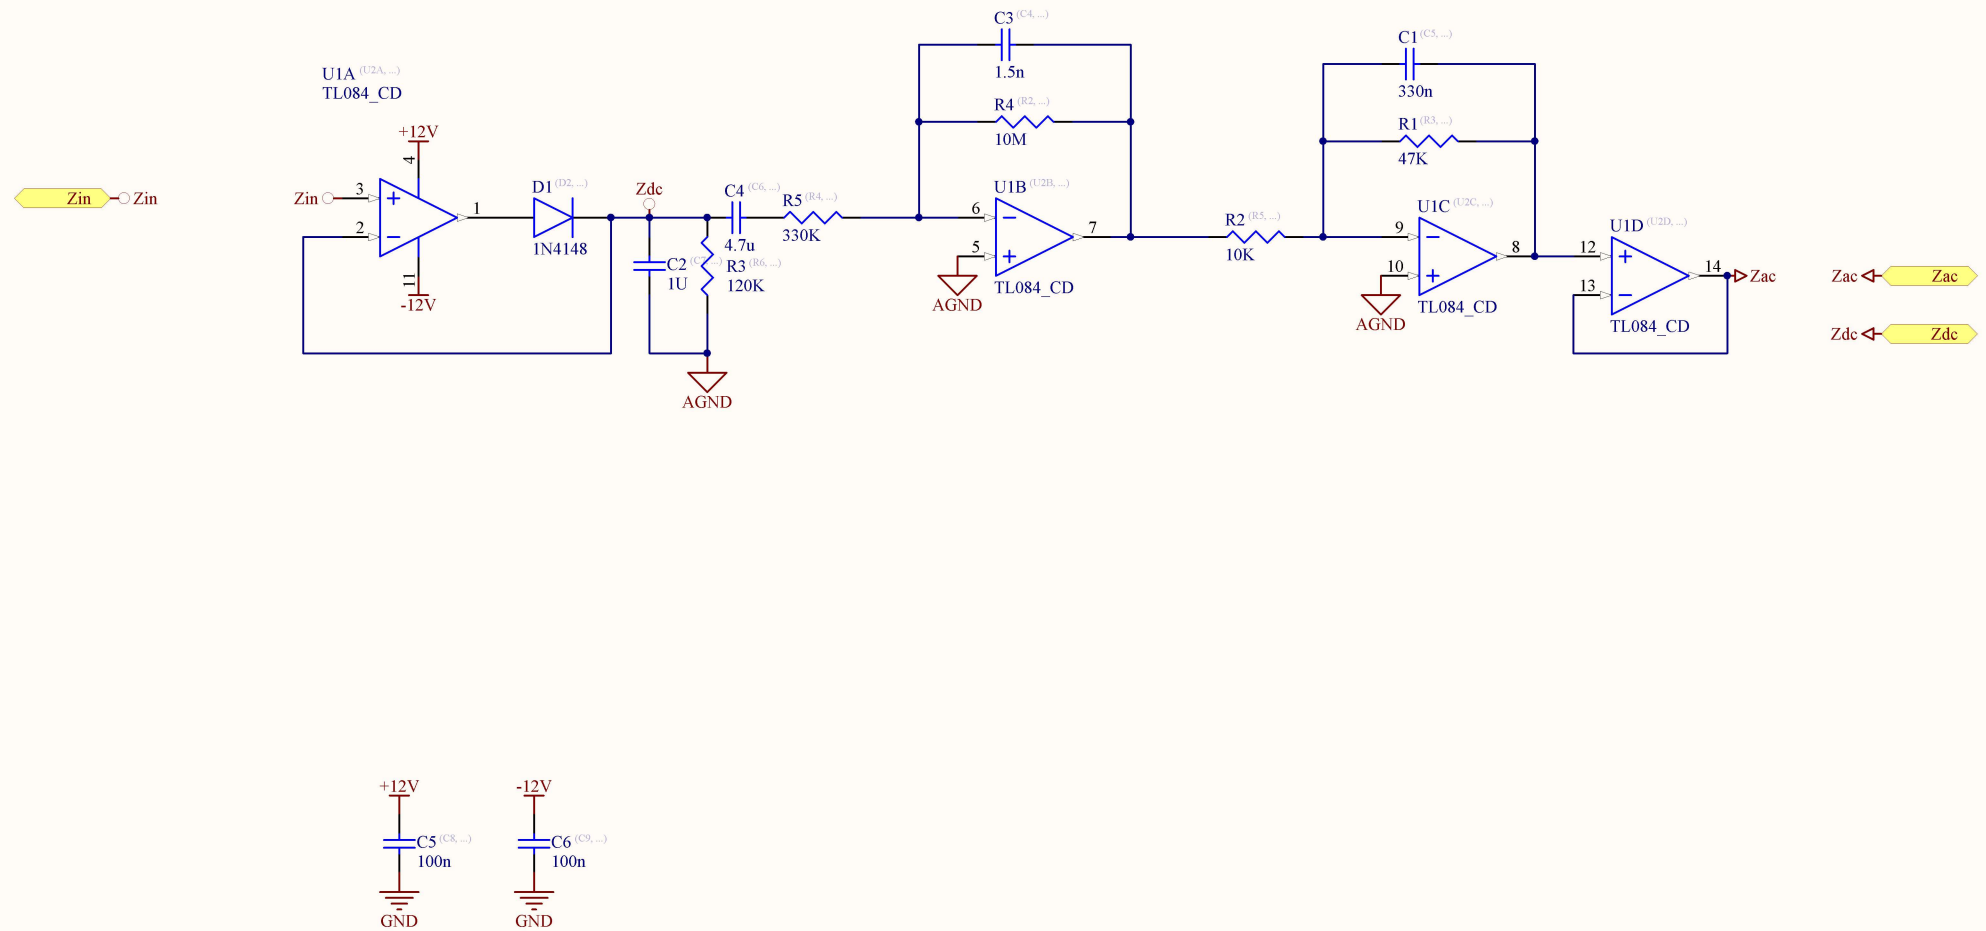 C3 (C4, ...)
1.5n
C1 (C5, ...)
330n
U1A (U2A, ...)
TL084_CD
R4 (R2, ...)
10M
R1 (R3, ...)
47K
+12V
4
Zin
Zin
Zin
3
2
1
11
-12V
D1 (D2, ...)
1N4148
Zdc
C4 (C6, ...)
4.7u
R5 (R4, ...)
330K
C2
1U
R3 (R6, ...)
120K
AGND
U1B (U2B, ...)
6
5
7
TL084_CD
AGND
R2 (R5, ...)
10K
U1C (U2C, ...)
9
10
8
TL084_CD
AGND
U1D (U2D, ...)
12
13
14
TL084_CD
Zac
Zac
Zac
Zdc
Zdc
+12V
C5 (C8, ...)
100n
GND
-12V
C6 (C9, ...)
100n
GND